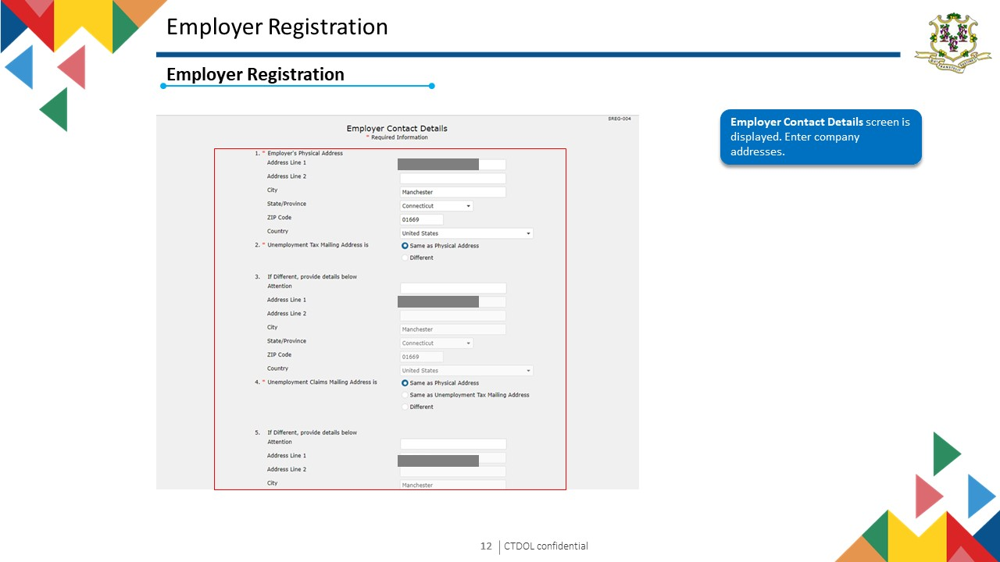 Employer Registration
Employer Registration
SREG-004
Employer Contact Details
* Required Information
1. * Employer's Physical Address
Address Line 1
Address Line 2
City Manchester
State/Province Connecticut
ZIP Code 01669
Country United States
2. * Unemployment Tax Mailing Address is Same as Physical Address
Different
3. If Different, provide details below
Attention
Address Line 1
Address Line 2
City Manchester
State/Province Connecticut
ZIP Code 01669
Country United States
4. * Unemployment Claims Mailing Address is Same as Physical Address
Same as Unemployment Tax Mailing Address
Different
5. If Different, provide details below
Attention
Address Line 1
Address Line 2
City Manchester
Employer Contact Details screen is
displayed. Enter company
addresses.
12 CTDOL confidential